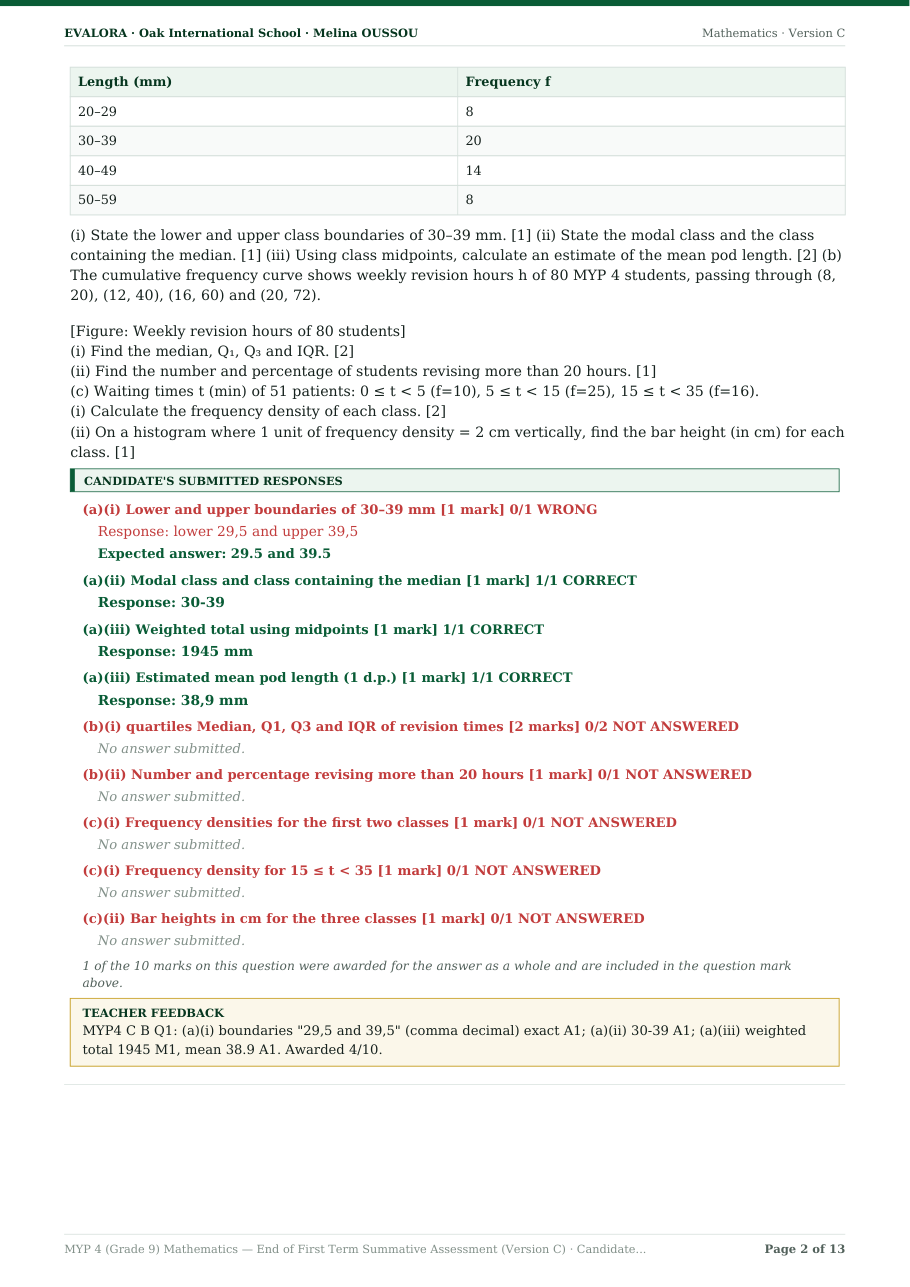 EVALORA · Oak International School · Melina OUSSOU
Mathematics · Version C
Length (mm) Frequency f
20–29 8
30–39 20
40–49 14
50–59 8
(i) State the lower and upper class boundaries of 30–39 mm. [1] (ii) State the modal class and the class
containing the median. [1] (iii) Using class midpoints, calculate an estimate of the mean pod length. [2] (b)
The cumulative frequency curve shows weekly revision hours h of 80 MYP 4 students, passing through (8,
20), (12, 40), (16, 60) and (20, 72).
[Figure: Weekly revision hours of 80 students]
(i) Find the median, Q₁, Q₃ and IQR. [2]
(ii) Find the number and percentage of students revising more than 20 hours. [1]
(c) Waiting times t (min) of 51 patients: 0 ≤ t < 5 (f=10), 5 ≤ t < 15 (f=25), 15 ≤ t < 35 (f=16).
(i) Calculate the frequency density of each class. [2]
(ii) On a histogram where 1 unit of frequency density = 2 cm vertically, find the bar height (in cm) for each
class. [1]
CANDIDATE'S SUBMITTED RESPONSES
(a)(i) Lower and upper boundaries of 30–39 mm [1 mark] 0/1 WRONG
Response: lower 29,5 and upper 39,5
Expected answer: 29.5 and 39.5
(a)(ii) Modal class and class containing the median [1 mark] 1/1 CORRECT
Response: 30-39
(a)(iii) Weighted total using midpoints [1 mark] 1/1 CORRECT
Response: 1945 mm
(a)(iii) Estimated mean pod length (1 d.p.) [1 mark] 1/1 CORRECT
Response: 38,9 mm
(b)(i) quartiles Median, Q1, Q3 and IQR of revision times [2 marks] 0/2 NOT ANSWERED
No answer submitted.
(b)(ii) Number and percentage revising more than 20 hours [1 mark] 0/1 NOT ANSWERED
No answer submitted.
(c)(i) Frequency densities for the first two classes [1 mark] 0/1 NOT ANSWERED
No answer submitted.
(c)(i) Frequency density for 15 ≤ t < 35 [1 mark] 0/1 NOT ANSWERED
No answer submitted.
(c)(ii) Bar heights in cm for the three classes [1 mark] 0/1 NOT ANSWERED
No answer submitted.
1 of the 10 marks on this question were awarded for the answer as a whole and are included in the question mark
above.
TEACHER FEEDBACK
MYP4 C B Q1: (a)(i) boundaries "29,5 and 39,5" (comma decimal) exact A1; (a)(ii) 30-39 A1; (a)(iii) weighted
total 1945 M1, mean 38.9 A1. Awarded 4/10.
MYP 4 (Grade 9) Mathematics — End of First Term Summative Assessment (Version C) · Candidate...
Page 2 of 13